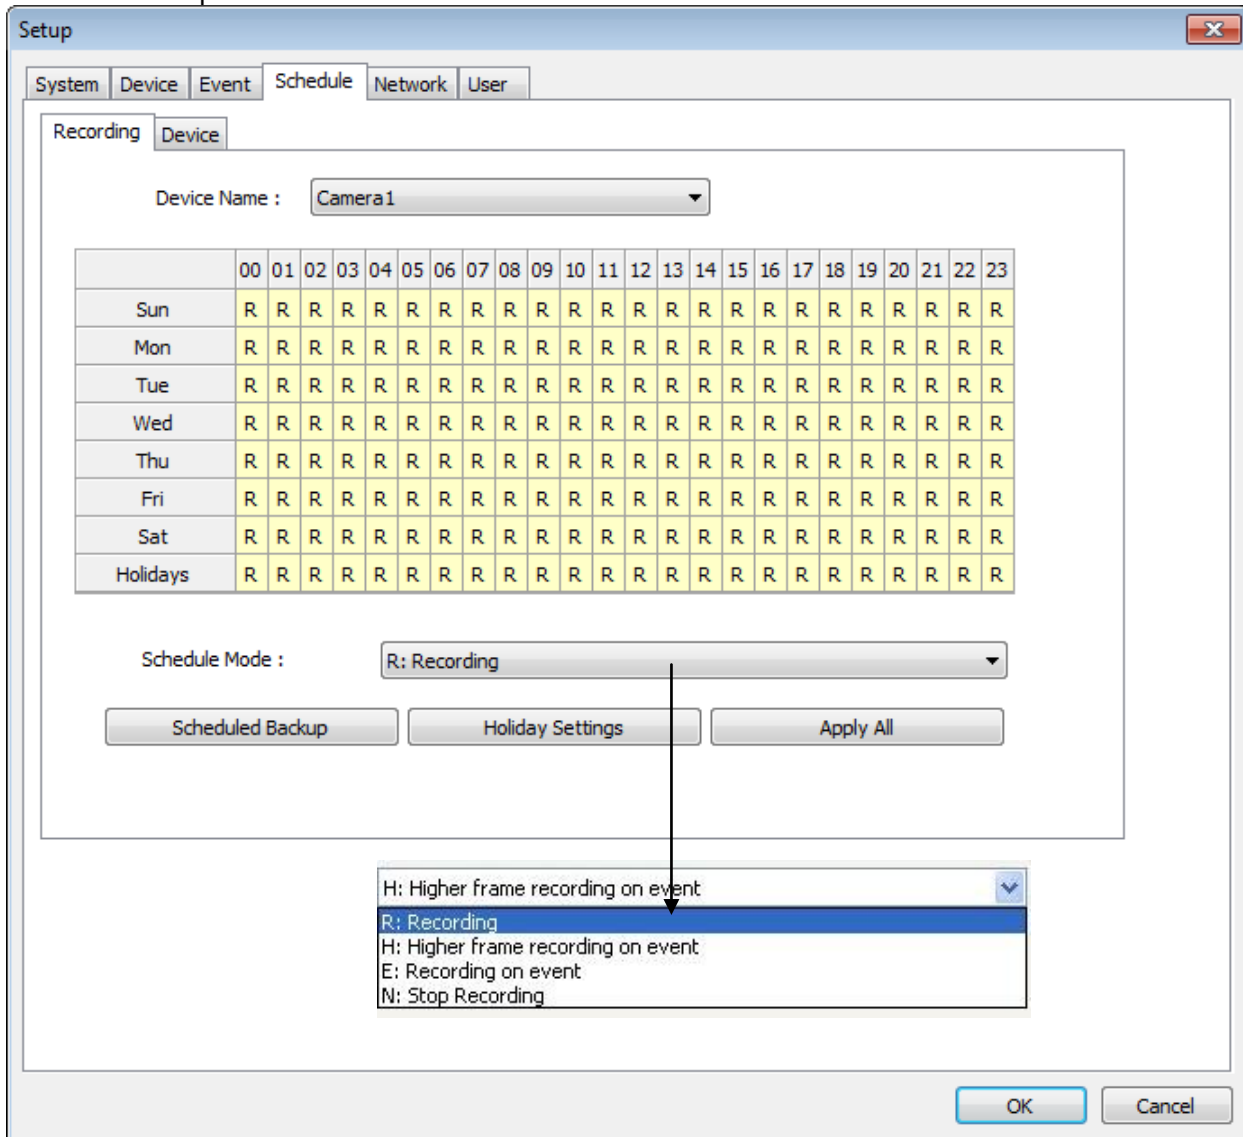 Setup
System Device Event Schedule Network User
Recording Device
Device Name : Camera1
00 01 02 03 04 05 06 07 08 09 10 11 12 13 14 15 16 17 18 19 20 21 22 23
Sun R R R R R R R R R R R R R R R R R R R R R R R R
Mon R R R R R R R R R R R R R R R R R R R R R R R R
Tue R R R R R R R R R R R R R R R R R R R R R R R R
Wed R R R R R R R R R R R R R R R R R R R R R R R R
Thu R R R R R R R R R R R R R R R R R R R R R R R R
Fri R R R R R R R R R R R R R R R R R R R R R R R R
Sat R R R R R R R R R R R R R R R R R R R R R R R R
Holidays R R R R R R R R R R R R R R R R R R R R R R R R
Schedule Mode : R: Recording
Scheduled Backup Holiday Settings Apply All
H: Higher frame recording on event
R: Recording
H: Higher frame recording on event
E: Recording on event
N: Stop Recording
OK Cancel